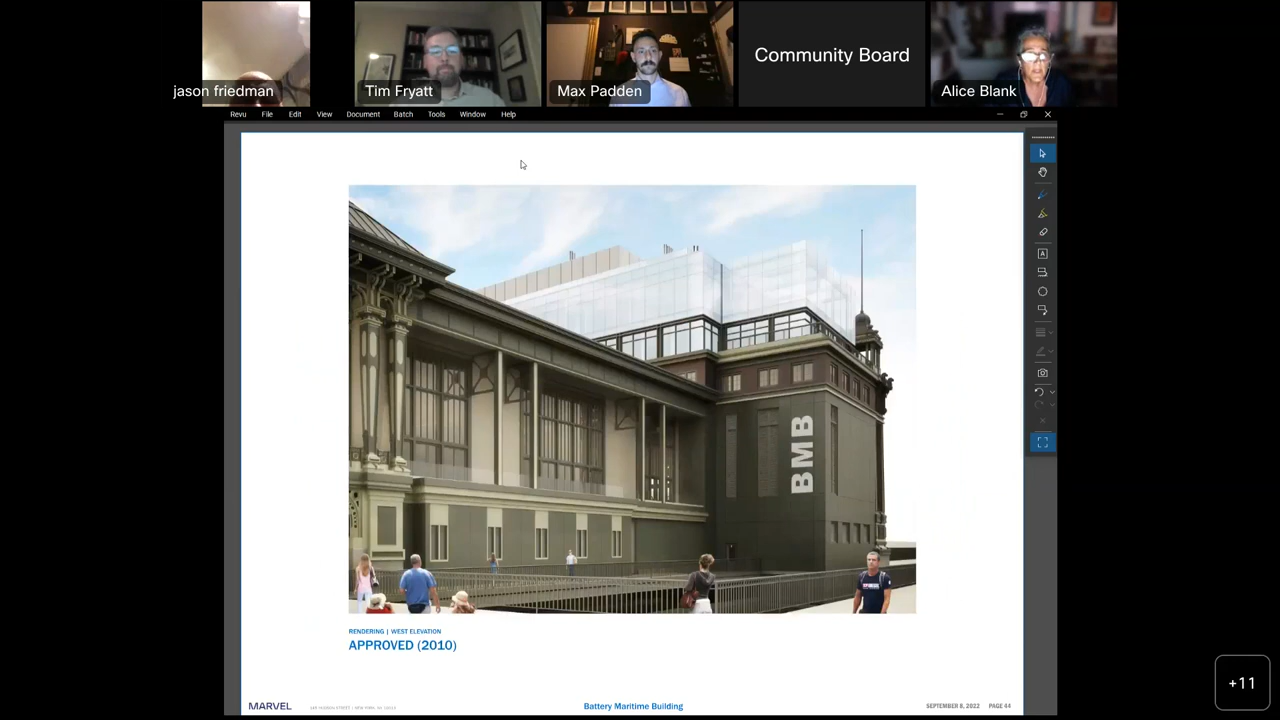 jason friedman
Tim Fryatt
Max Padden
Community Board
Alice Blank
Revu File Edit View Document Batch Tools Window Help
A
BMB
RENDERING | WEST ELEVATION
APPROVED (2010)
MARVEL
Battery Maritime Building
SEPTEMBER 8, 2022 PAGE 44
+11